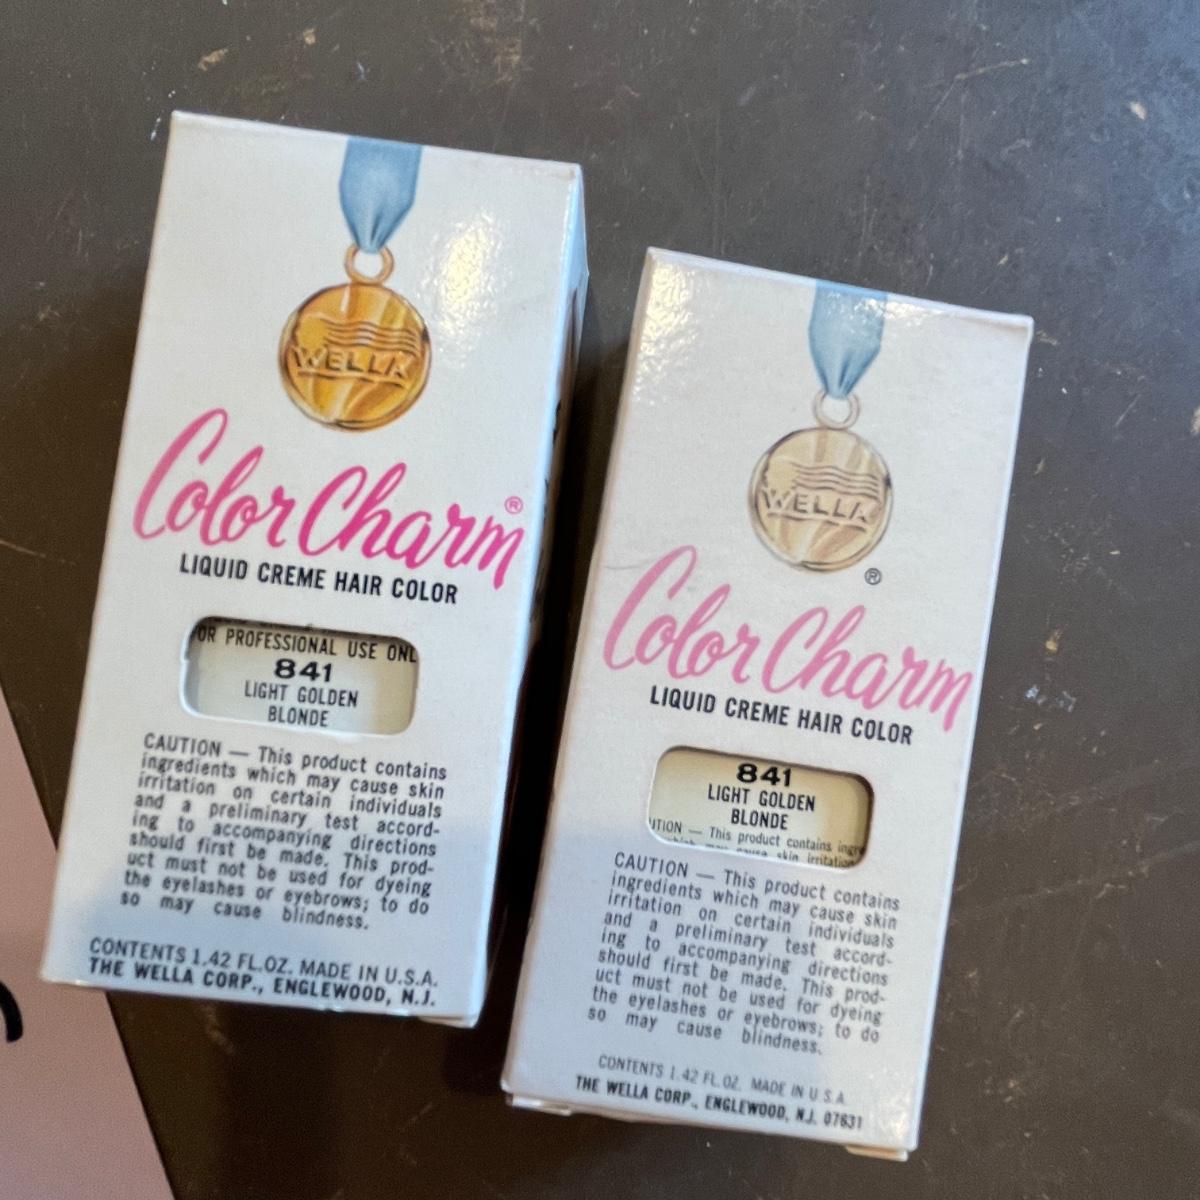 WELLA
Color Charm®
LIQUID CREME HAIR COLOR
OR PROFESSIONAL USE ONL
841
LIGHT GOLDEN
BLONDE
CAUTION — This product contains
ingredients which may cause skin
irritation on certain individuals
and a preliminary test accord-
ing to accompanying directions
should first be made. This prod-
uct must not be used for dyeing
the eyelashes or eyebrows; to do
so may cause blindness.
CONTENTS 1.42 FL.OZ. MADE IN U.S.A.
THE WELLA CORP., ENGLEWOOD, N.J.
WELLA
®
Color Charm
LIQUID CREME HAIR COLOR
841
LIGHT GOLDEN
BLONDE
UTION — This product contains ingre
which may cause skin irritation
CAUTION — This product contains
ingredients which may cause skin
irritation on certain individuals
and a preliminary test accord-
ing to accompanying directions
should first be made. This prod-
uct must not be used for dyeing
the eyelashes or eyebrows; to do
so may cause blindness.
CONTENTS 1.42 FL.OZ. MADE IN U.S.A.
THE WELLA CORP., ENGLEWOOD, N.J. 07631